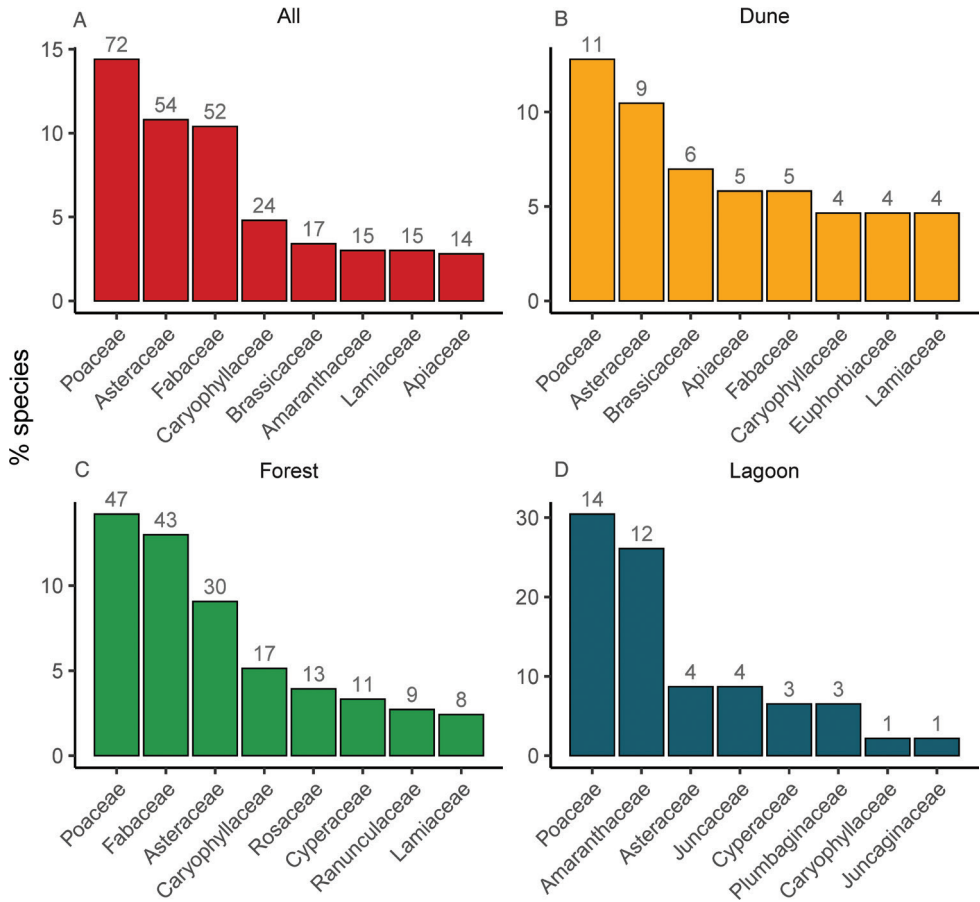 A
All
15
10
5
0
72
54
52
24
17
15
15
14
Poaceae
Asteraceae
Fabaceae
Caryophyllaceae
Brassicaceae
Amaranthaceae
Lamiaceae
Apiaceae
B
Dune
10
5
0
11
9
6
5
5
4
4
4
Poaceae
Asteraceae
Brassicaceae
Apiaceae
Fabaceae
Caryophyllaceae
Euphorbiaceae
Lamiaceae
% species
C
Forest
10
5
0
47
43
30
17
13
11
9
8
Poaceae
Fabaceae
Asteraceae
Caryophyllaceae
Rosaceae
Cyperaceae
Ranunculaceae
Lamiaceae
D
Lagoon
30
20
10
0
14
12
4
4
3
3
1
1
Poaceae
Amaranthaceae
Asteraceae
Juncaceae
Cyperaceae
Plumbaginaceae
Caryophyllaceae
Juncaginaceae